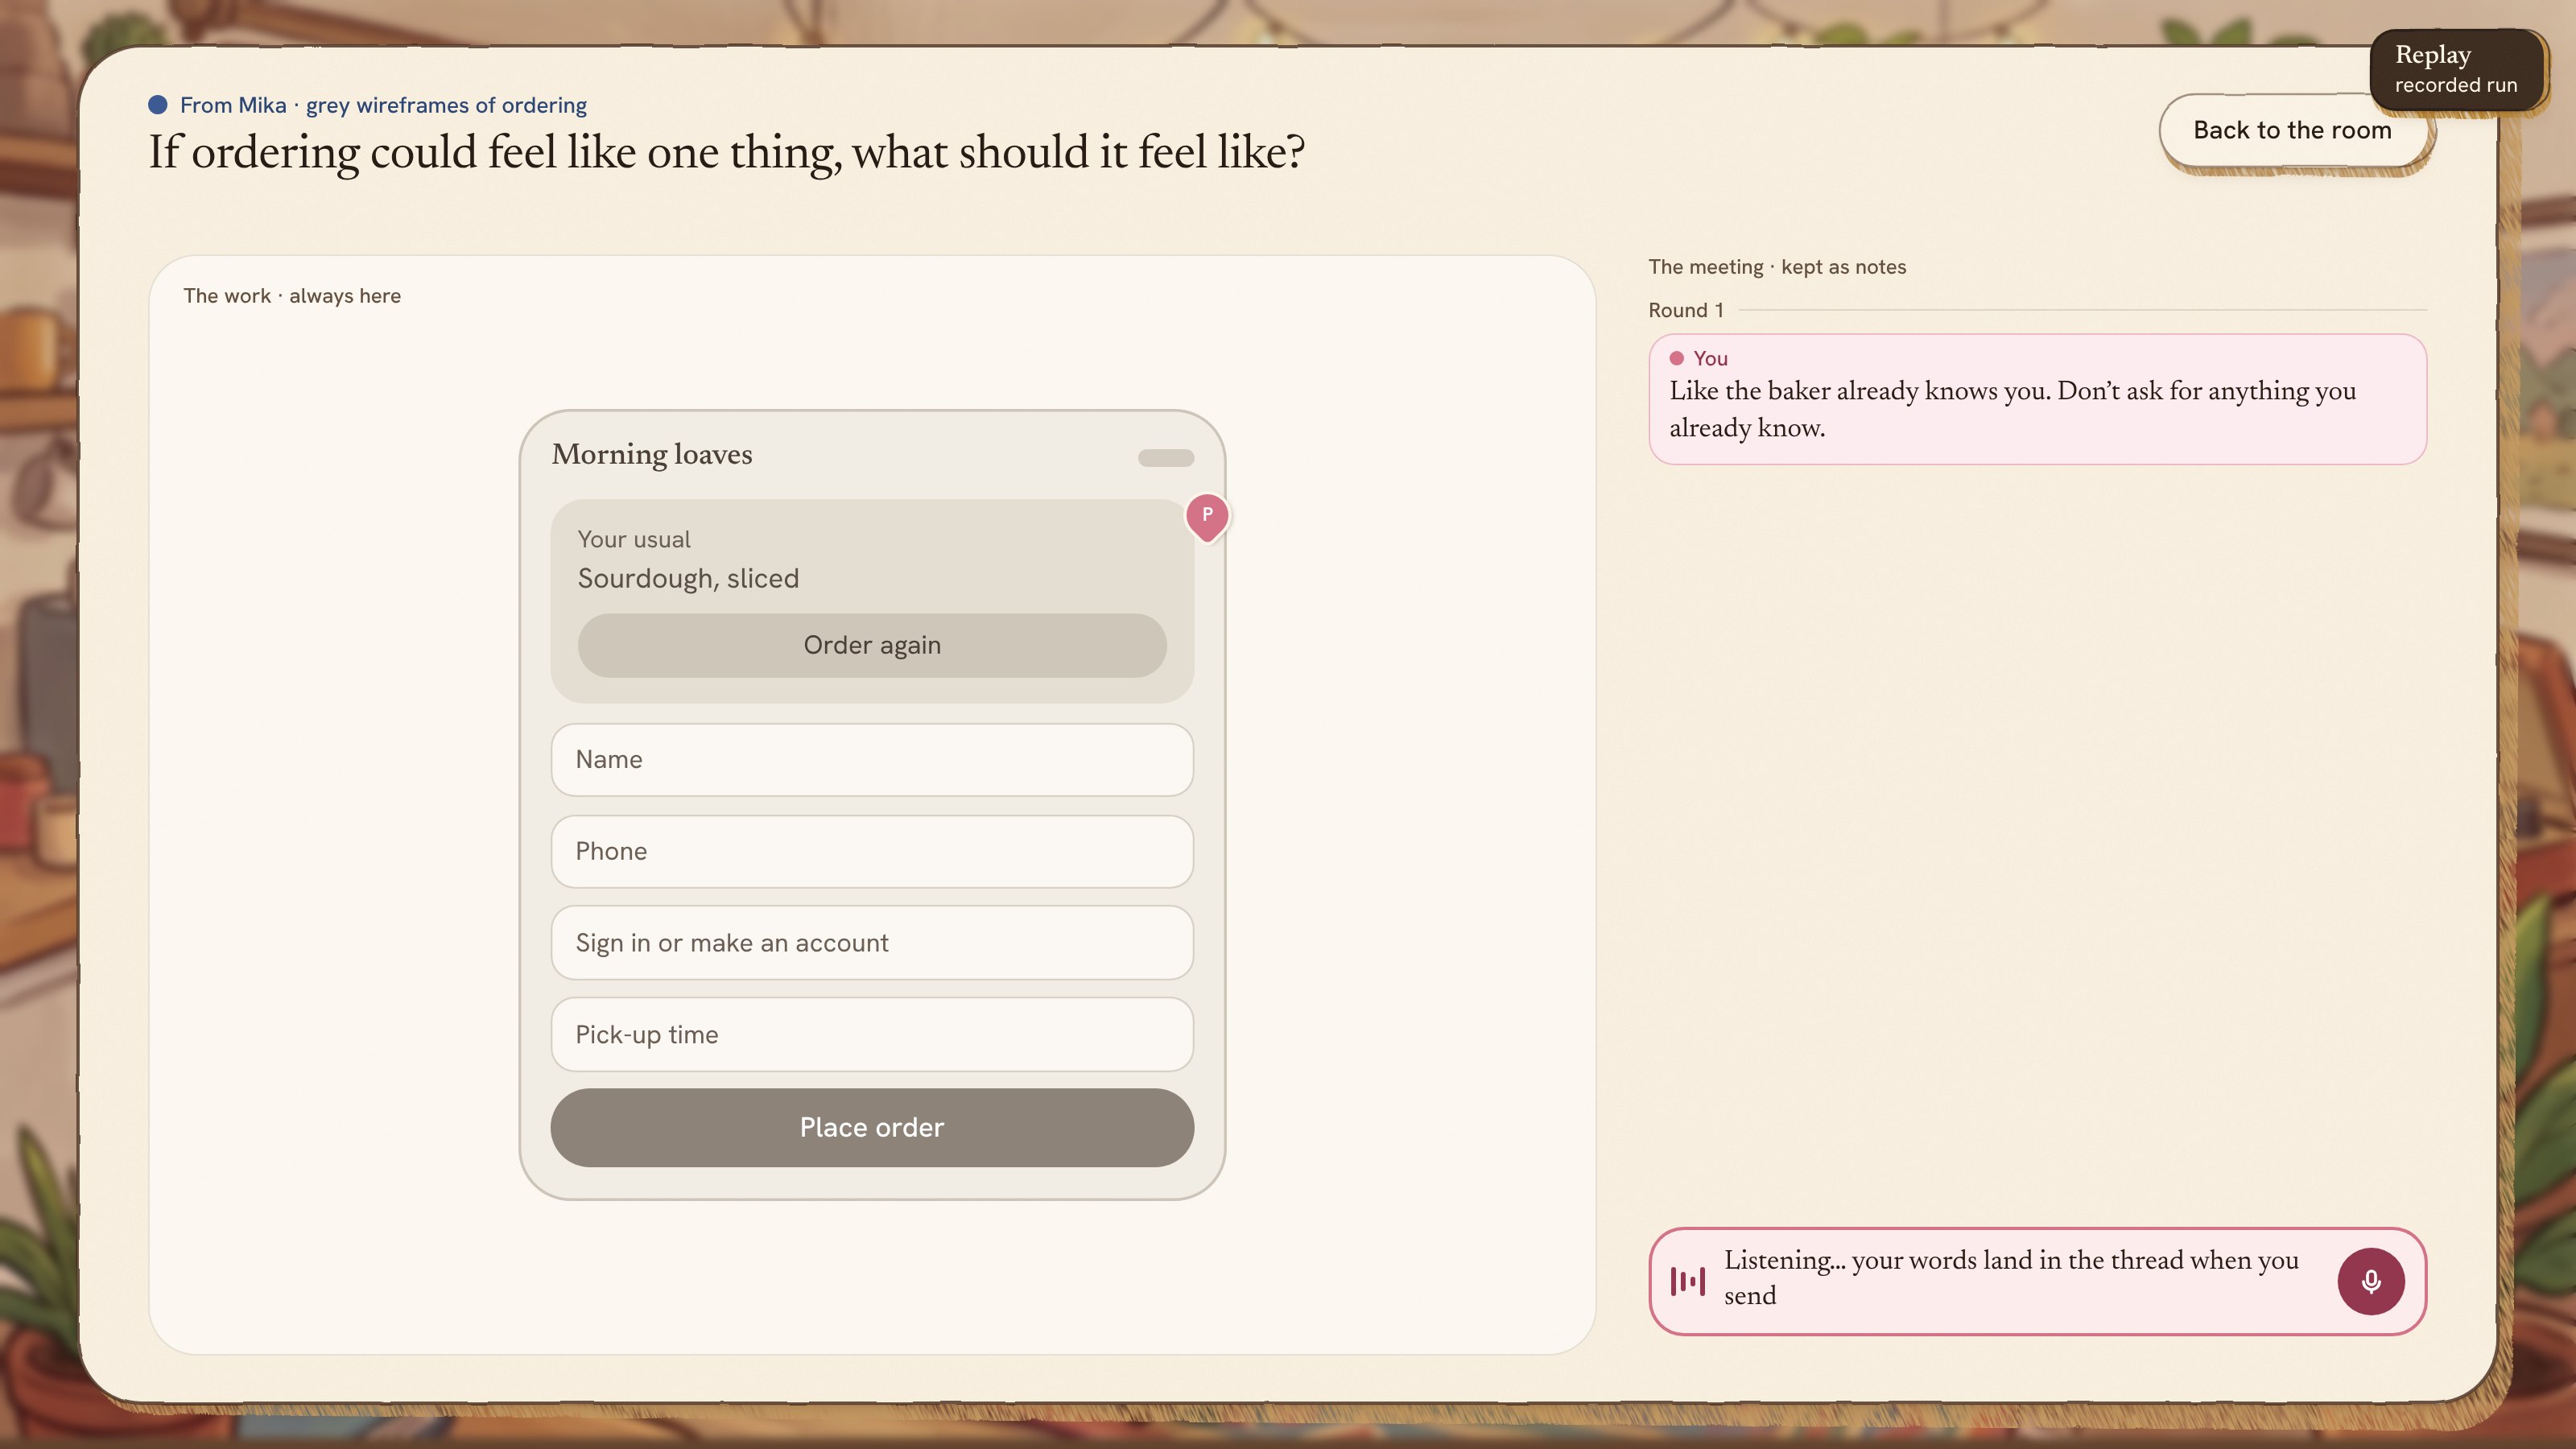 Replay
recorded run
From Mika · grey wireframes of ordering
If ordering could feel like one thing, what should it feel like?
Back to the room
The work · always here
Morning loaves
P
Your usual
Sourdough, sliced
Order again
Name
Phone
Sign in or make an account
Pick-up time
Place order
The meeting · kept as notes
Round 1
You
Like the baker already knows you. Don’t ask for anything you
already know.
Listening... your words land in the thread when you
send